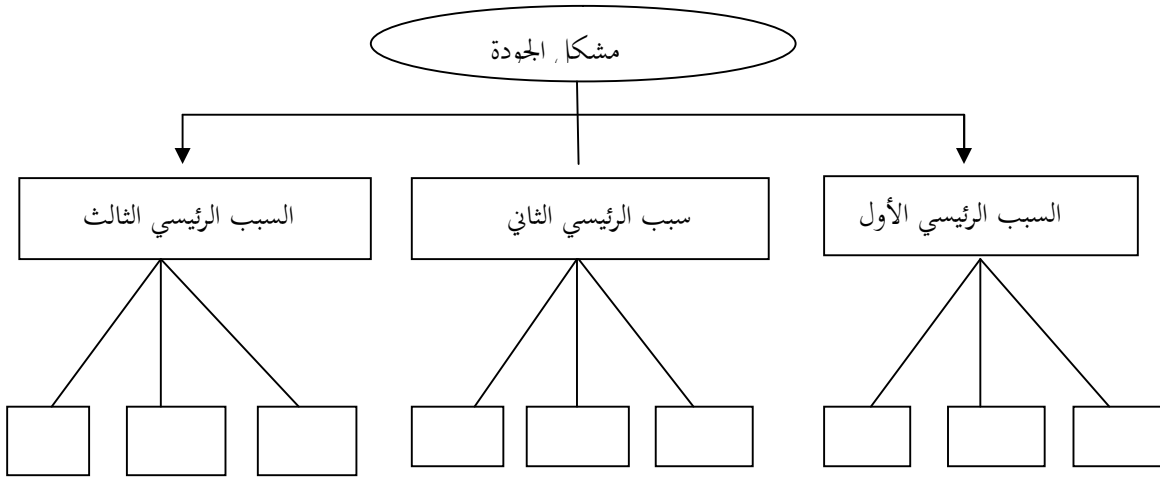 مشكل الجودة
السبب الرئيسي الأول
سبب الرئيسي الثاني
السبب الرئيسي الثالث